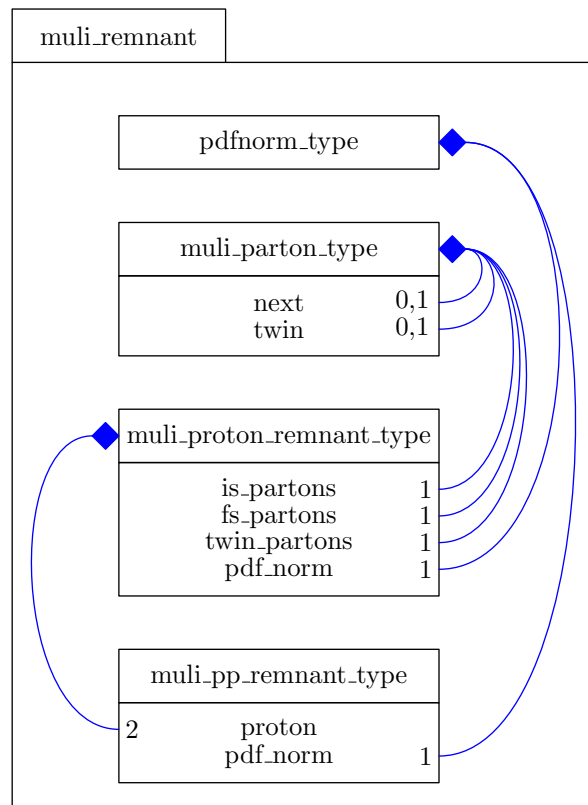 muli_remnant
pdfnorm_type
muli_parton_type
next 0,1
twin 0,1
muli_proton_remnant_type
is_partons 1
fs_partons 1
twin_partons 1
pdf_norm 1
muli_pp_remnant_type
2 proton
pdf_norm 1